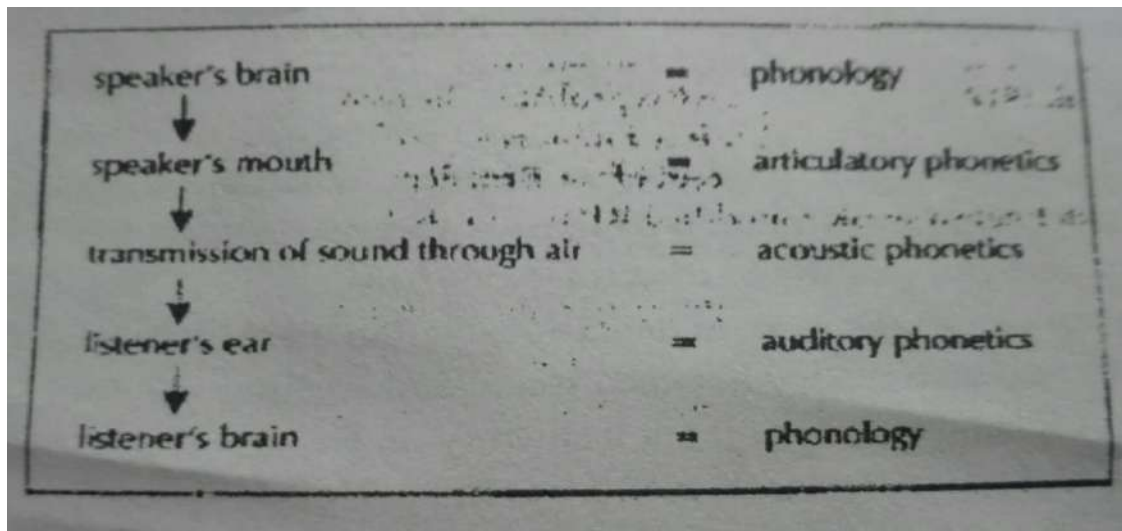 speaker's brain = phonology
speaker's mouth = articulatory phonetics
transmission of sound through air = acoustic phonetics
listener's ear = auditory phonetics
listener's brain = phonology